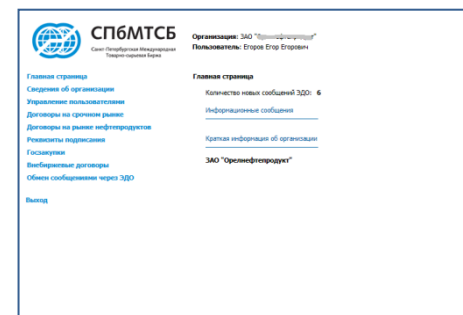 СПбМТСБ
Санкт-Петербургская Международная
Товарно-сырьевая Биржа
Организация: ЗАО "
Пользователь: Егоров Егор Егорович
Главная страница
Сведения об организации
Управление пользователями
Договоры на срочном рынке
Договоры на рынке нефтепродуктов
Реквизиты подписания
Госзакупки
Внебиржевые договоры
Обмен сообщениями через ЭДО
Выход
Главная страница
Количество новых сообщений ЭДО: 6
Информационные сообщения
Краткая информация об организации
ЗАО "Орелнефтепродукт"